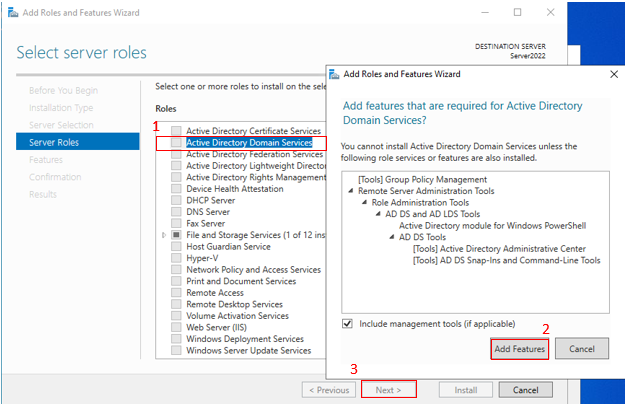 Add Roles and Features Wizard
Select server roles
DESTINATION SERVER
Server2022
Before You Begin
Installation Type
Server Selection
Server Roles
Features
Confirmation
Results
Select one or more roles to install on the sele
Roles
1
Active Directory Certificate Services
Active Directory Domain Services
Active Directory Federation Services
Active Directory Lightweight Director
Active Directory Rights Management
Device Health Attestation
DHCP Server
DNS Server
Fax Server
File and Storage Services (1 of 12 ins
Host Guardian Service
Hyper-V
Network Policy and Access Services
Print and Document Services
Remote Access
Remote Desktop Services
Volume Activation Services
Web Server (IIS)
Windows Deployment Services
Windows Server Update Services
3
< Previous
Next >
Install
Cancel
Add Roles and Features Wizard
Add features that are required for Active Directory
Domain Services?
You cannot install Active Directory Domain Services unless the
following role services or features are also installed.
[Tools] Group Policy Management
Remote Server Administration Tools
Role Administration Tools
AD DS and AD LDS Tools
Active Directory module for Windows PowerShell
AD DS Tools
[Tools] Active Directory Administrative Center
[Tools] AD DS Snap-Ins and Command-Line Tools
Include management tools (if applicable)
2
Add Features
Cancel